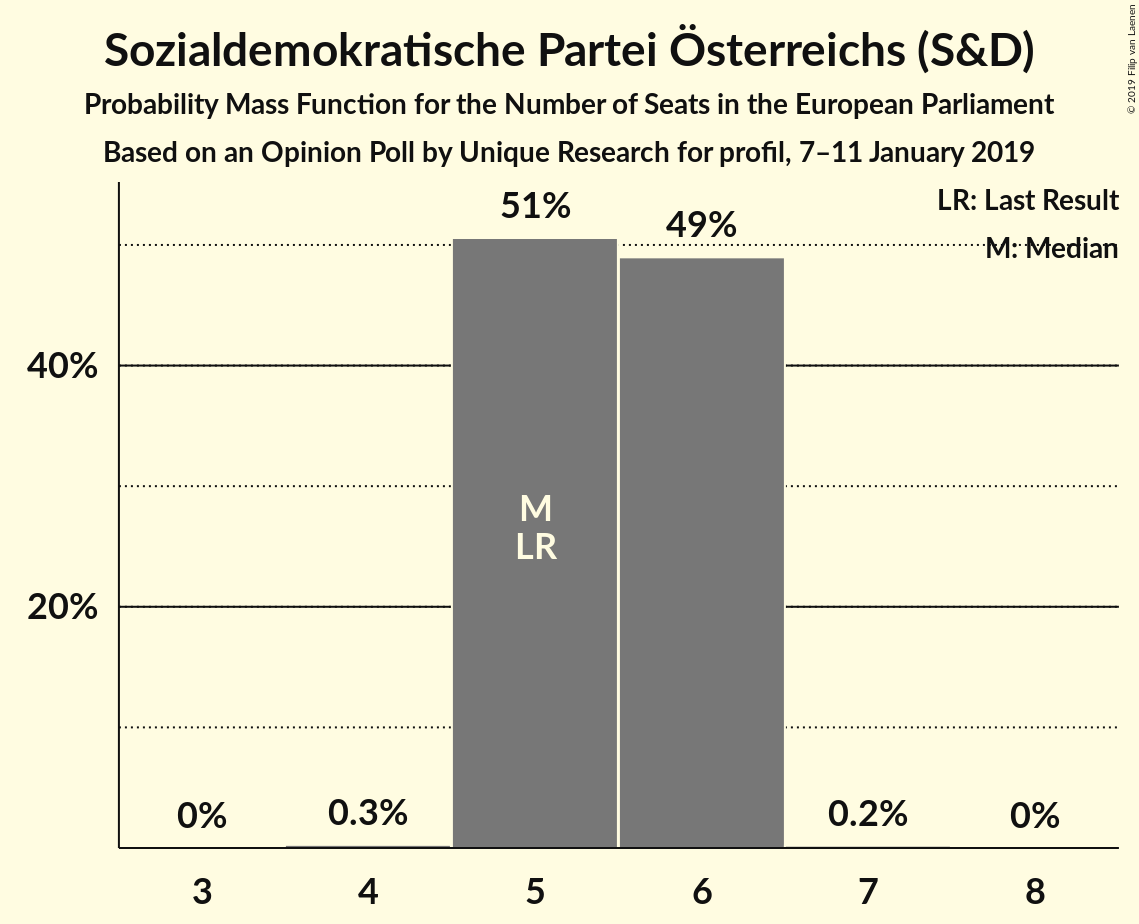 Sozialdemokratische Partei Österreichs (S&D)
Probability Mass Function for the Number of Seats in the European Parliament
Based on an Opinion Poll by Unique Research for profil, 7–11 January 2019
© 2019 Filip van Laenen
LR: Last Result
M: Median
51%
49%
40%
20%
M
LR
0%
0.3%
0.2%
0%
3
4
5
6
7
8